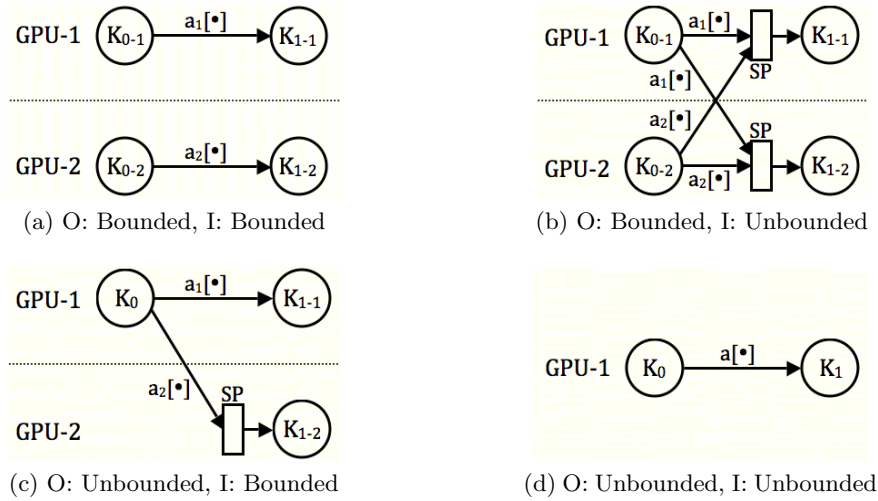 GPU-1 K0-1 a1[•] K1-1
GPU-2 K0-2 a2[•] K1-2
(a) O: Bounded, I: Bounded
GPU-1 K0-1 a1[•] K1-1
SP
a1[•]
a2[•]
SP
GPU-2 K0-2 a2[•] K1-2
(b) O: Bounded, I: Unbounded
GPU-1 K0 a1[•] K1-1
a2[•] SP
GPU-2 K1-2
(c) O: Unbounded, I: Bounded
GPU-1 K0 a[•] K1
(d) O: Unbounded, I: Unbounded